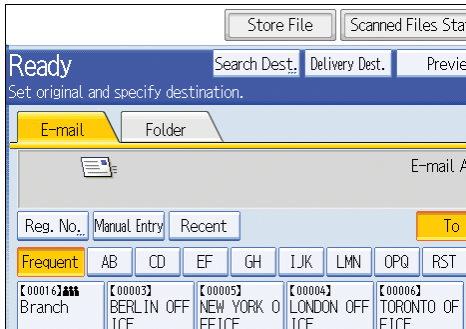 Store File Scanned Files Sta
Ready Search Dest. Delivery Dest. Previe
Set original and specify destination.
E-mail Folder
E-mail A
Reg. No. Manual Entry Recent To
Frequent AB CD EF GH IJK LMN OPQ RST
[00016] [00003] [00005] [00004] [00006]
Branch BERLIN OFF NEW YORK O LONDON OFF TORONTO OF
ICE FFICE ICE FICE